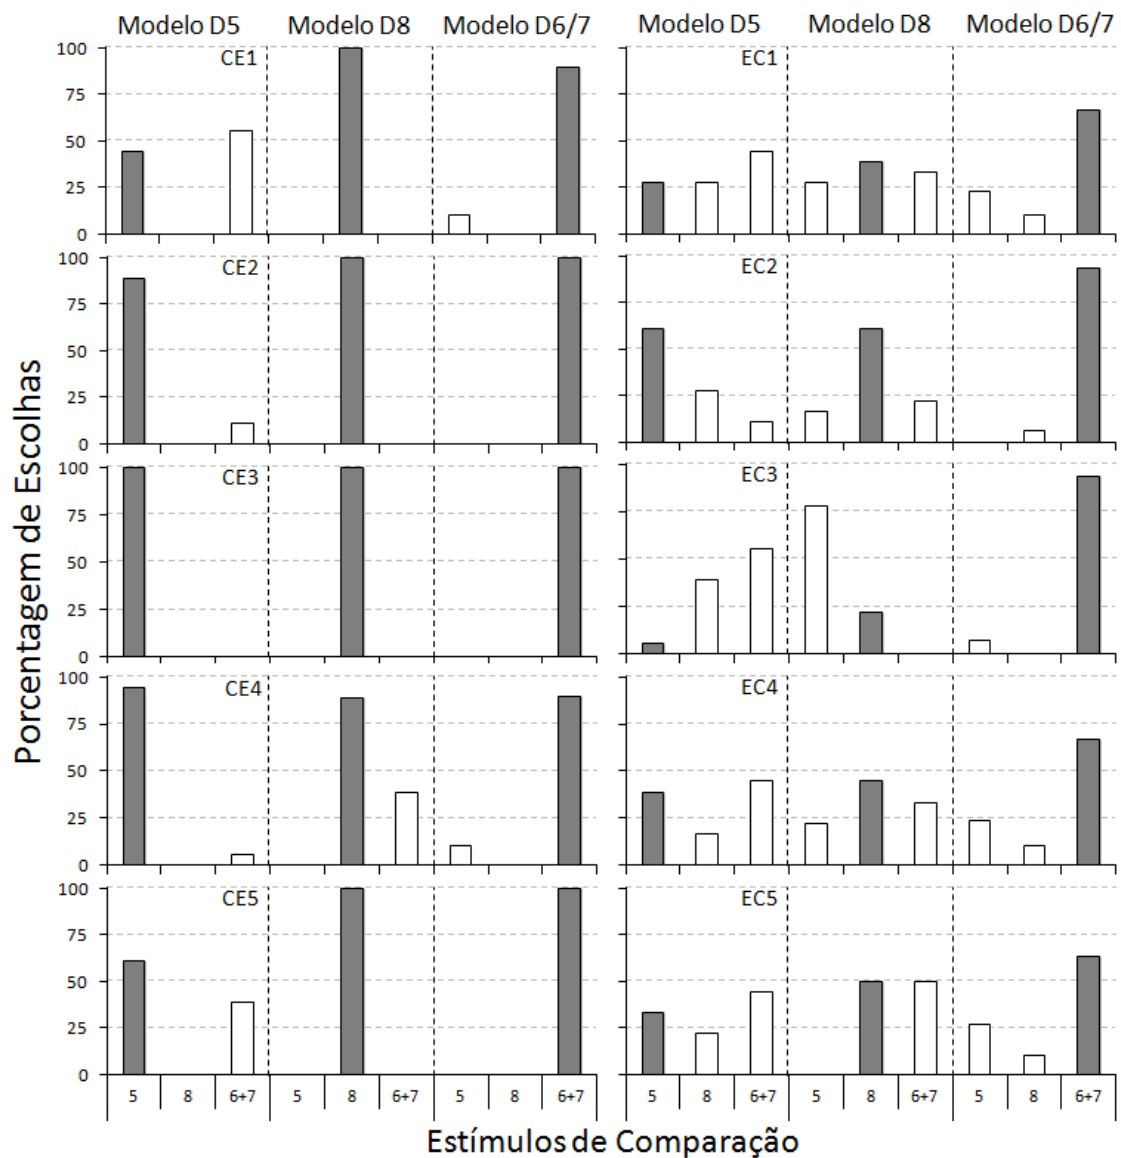 Modelo D5 Modelo D8 Modelo D6/7 Modelo D5 Modelo D8 Modelo D6/7
100 CE1 EC1
75
50
25
0
100 CE2 EC2
75
50
25
0
100 CE3 EC3
75
50
25
0
100 CE4 EC4
75
50
25
0
100 CE5 EC5
75
50
25
0
5 8 6+7 5 8 6+7 5 8 6+7 5 8 6+7 5 8 6+7 5 8 6+7
Porcentagem de Escolhas
Estímulos de Comparação